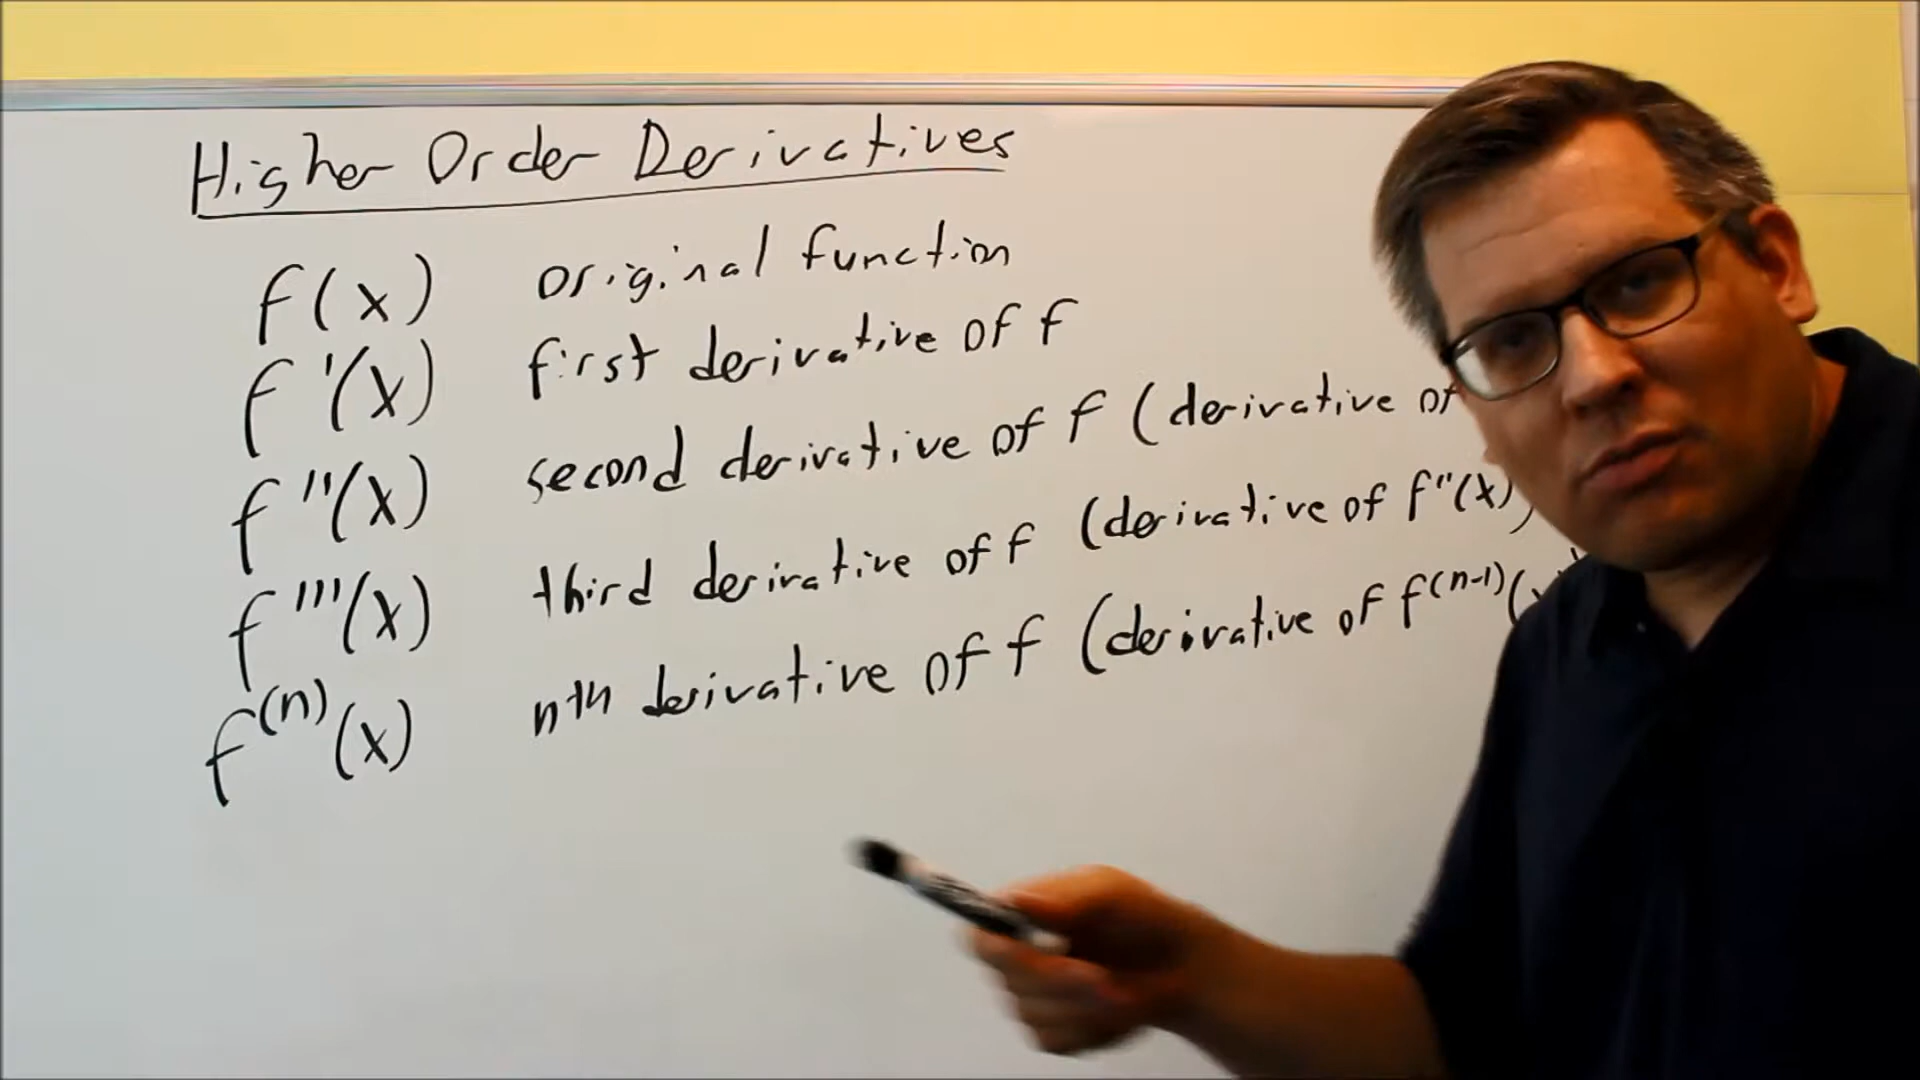 Higher Order Derivatives
f(x) original function
f'(x) first derivative of f
f''(x) second derivative of f (derivative of
f'''(x) third derivative of f (derivative of f''(x))
f^(n)(x) nth derivative of f (derivative of f^(n-1)(x